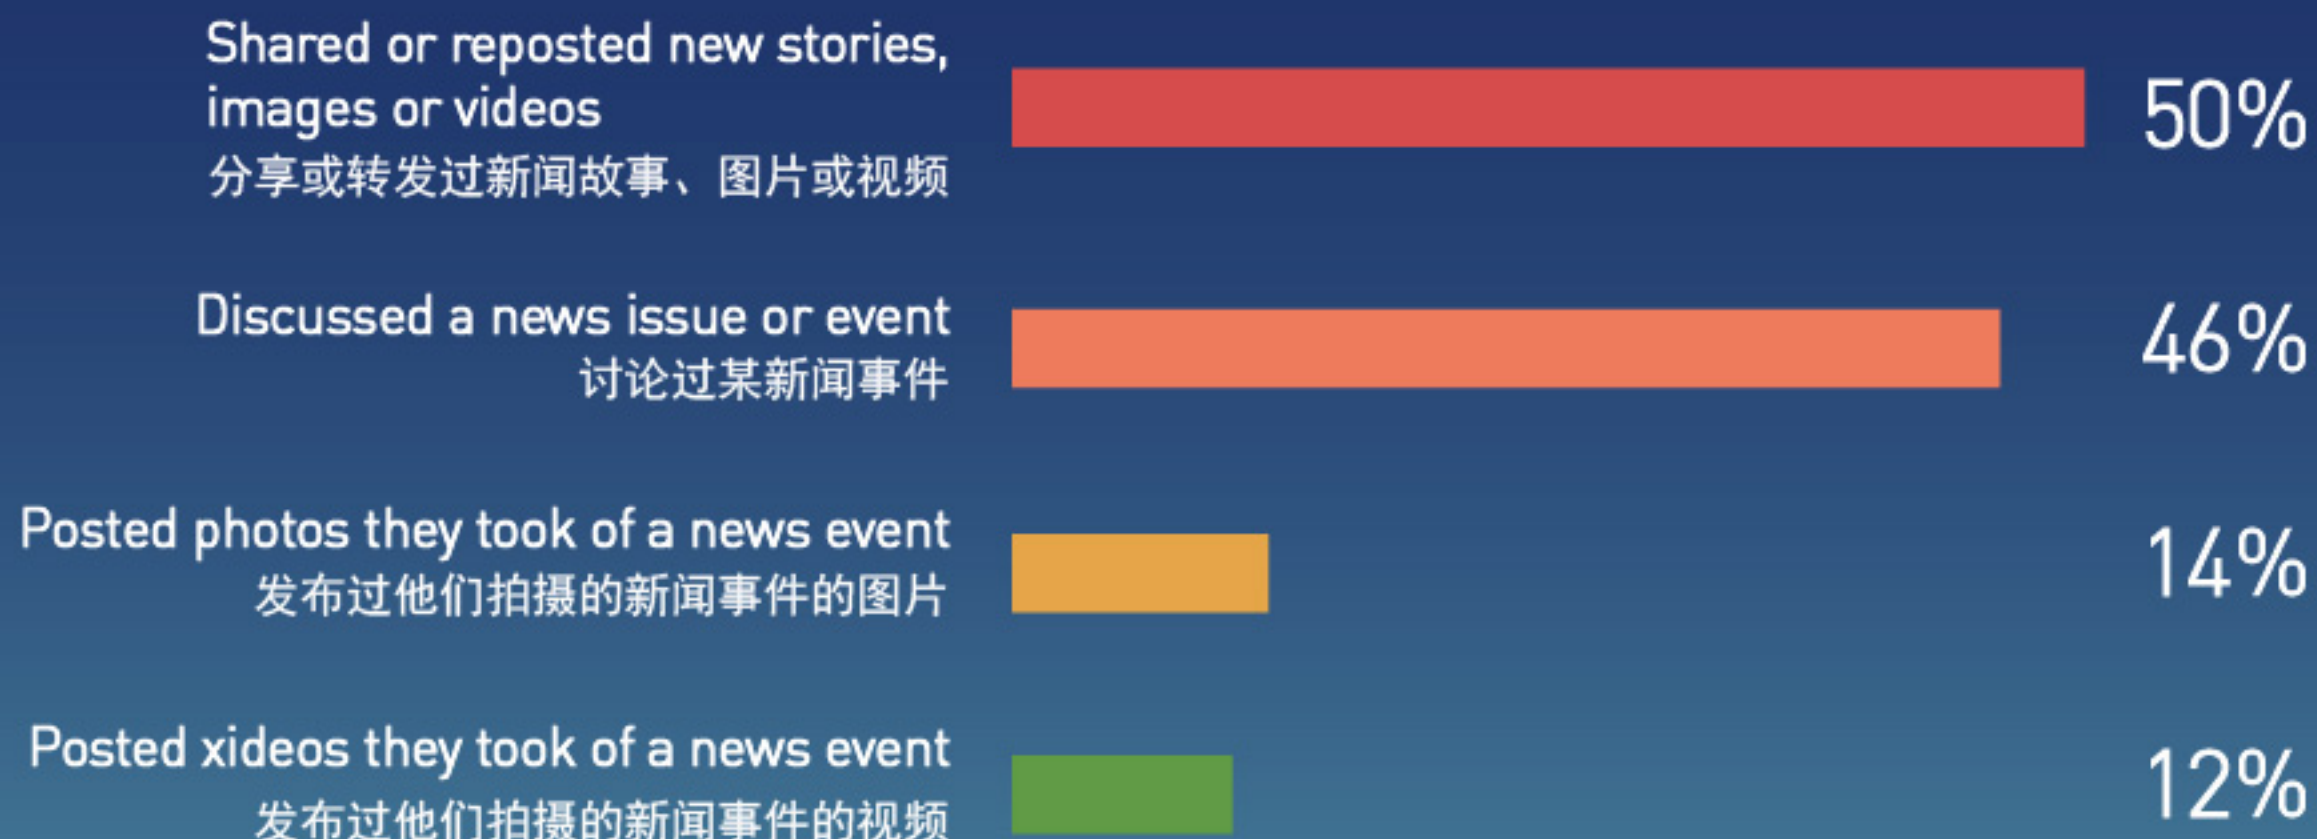 Shared or reposted new stories,
images or videos
分享或转发过新闻故事、图片或视频
50%
Discussed a news issue or event
讨论过某新闻事件
46%
Posted photos they took of a news event
发布过他们拍摄的新闻事件的图片
14%
Posted xideos they took of a news event
发布过他们拍摄的新闻事件的视频
12%